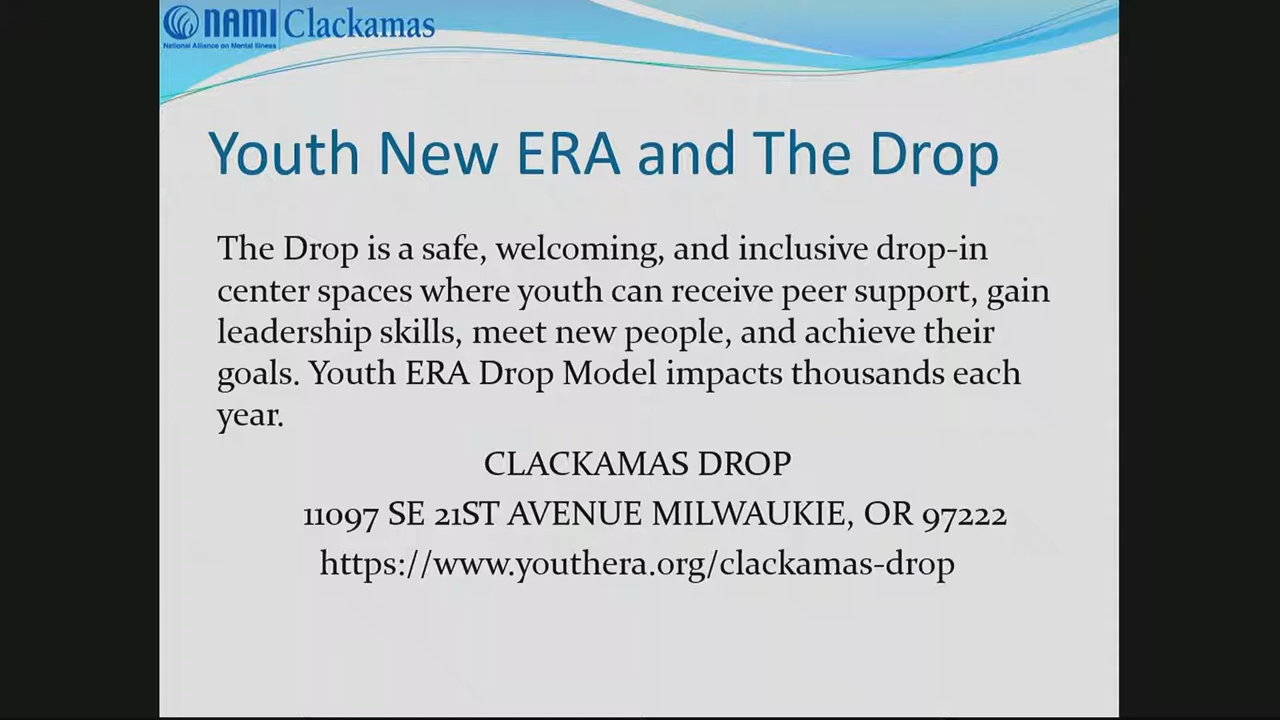 NAMI Clackamas
National Alliance on Mental Illness
Youth New ERA and The Drop
The Drop is a safe, welcoming, and inclusive drop-in
center spaces where youth can receive peer support, gain
leadership skills, meet new people, and achieve their
goals. Youth ERA Drop Model impacts thousands each
year.
CLACKAMAS DROP
11097 SE 21ST AVENUE MILWAUKIE, OR 97222
https://www.youthera.org/clackamas-drop